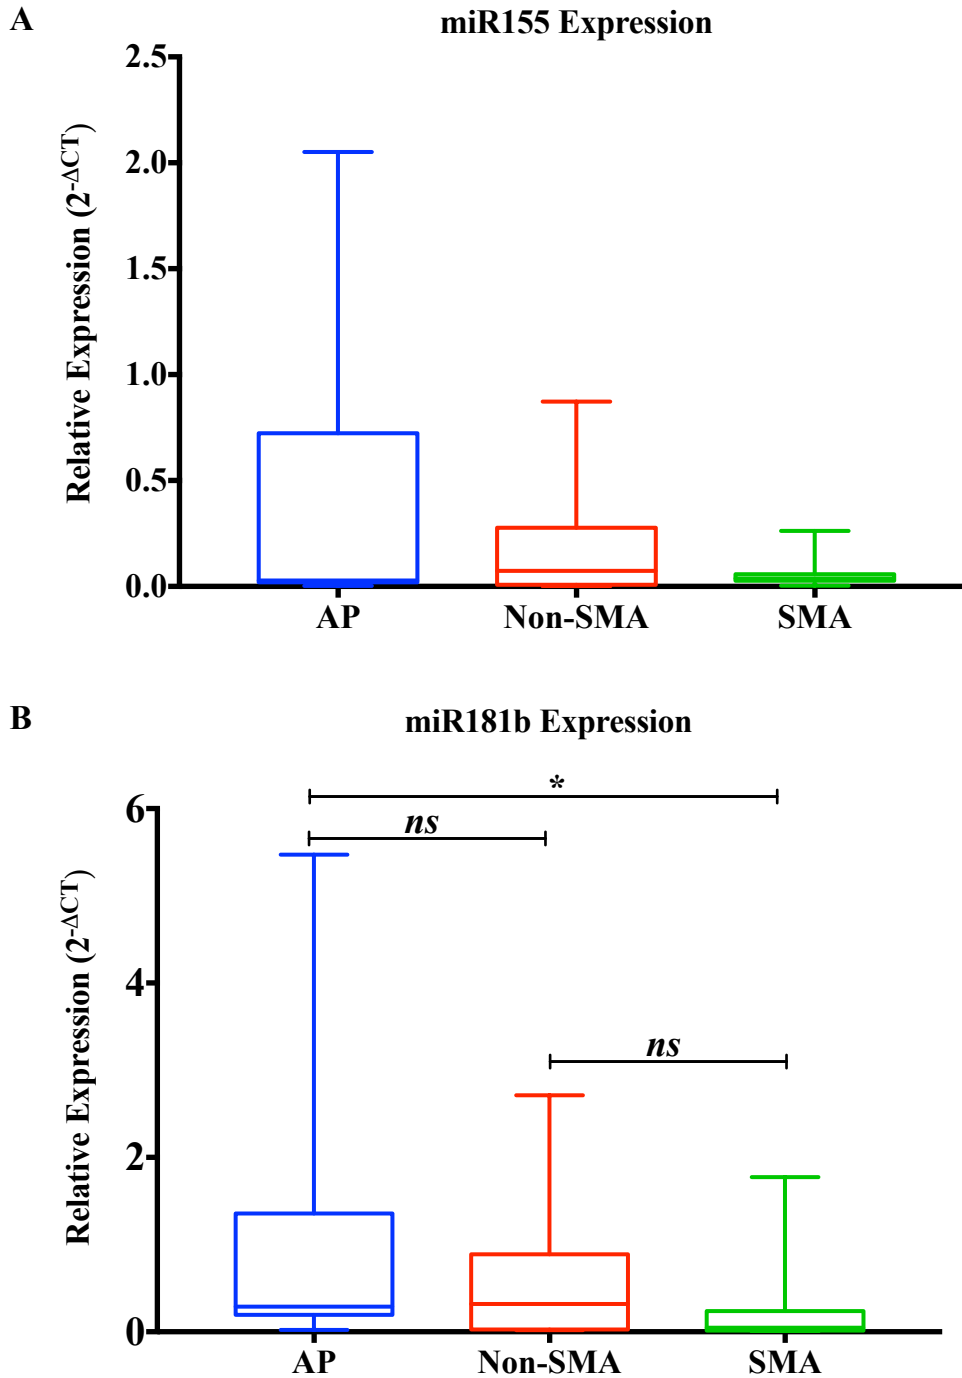 A
miR155 Expression
Relative Expression (2-ΔCT)
2.5
2.0
1.5
1.0
0.5
0.0
AP Non-SMA SMA
B
miR181b Expression
Relative Expression (2-ΔCT)
*
ns
ns
6
4
2
0
AP Non-SMA SMA